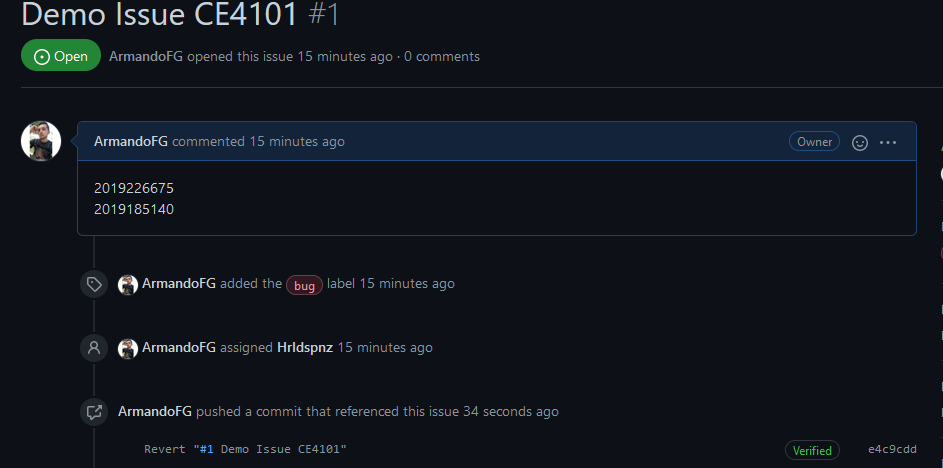 Demo Issue CE4101 #1
Open ArmandoFG opened this issue 15 minutes ago · 0 comments
ArmandoFG commented 15 minutes ago Owner
2019226675
2019185140
ArmandoFG added the bug label 15 minutes ago
ArmandoFG assigned Hrldspnz 15 minutes ago
ArmandoFG pushed a commit that referenced this issue 34 seconds ago
Revert "#1 Demo Issue CE4101" Verified e4c9cdd